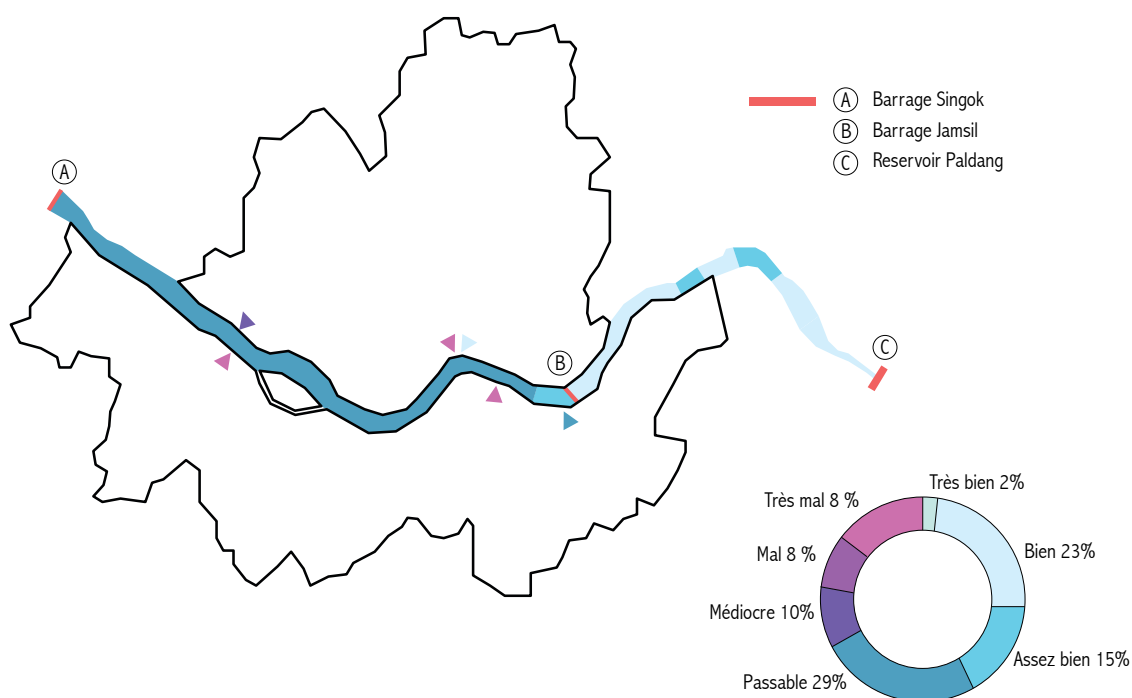 A Barrage Singok
B Barrage Jamsil
C Reservoir Paldang
A
B
C
Très bien 2%
Très mal 8 %
Bien 23%
Mal 8 %
Médocre 10%
Assez bien 15%
Passable 29%